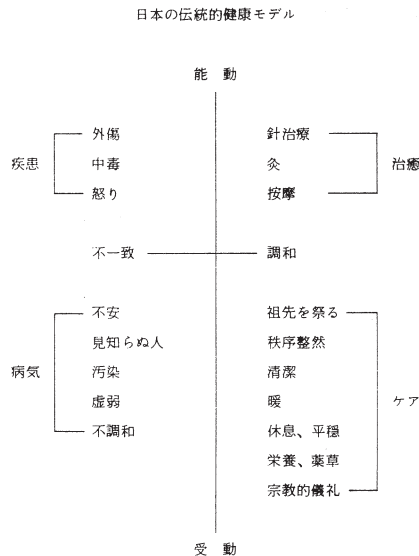 日本の伝統的健康モデル
能 動
外傷 針治療
疾患 中毒 灸 治癒
怒り 按摩
不一致 調和
不安 祖先を祭る
見知らぬ人 秩序整然
病気 汚染 清潔
虚弱 暖 ケア
不調和 休息、平穏
栄養、薬草
宗教的儀礼
受 動